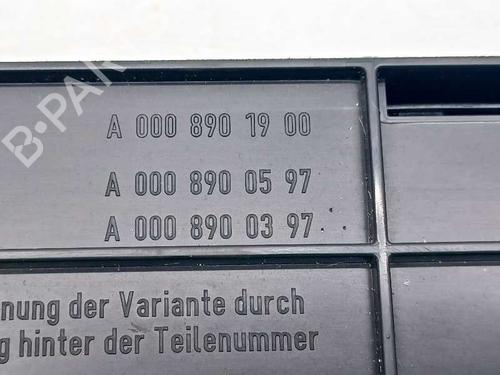 B-PARTS
A 000 890 19 00
A 000 890 05 97
A 000 890 03 97
nung der Variante durch
g hinter der Teilenummer